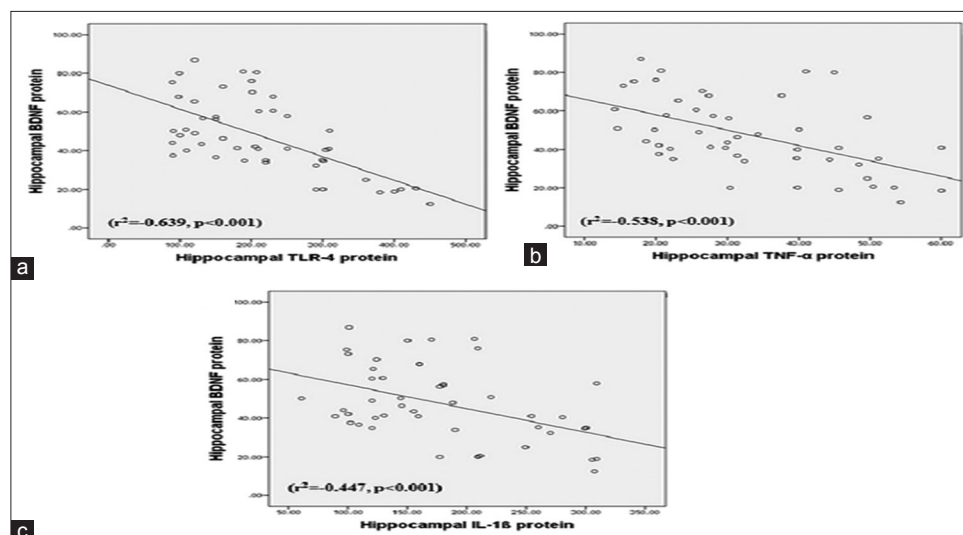 100.00
80.00
60.00
40.00
20.00
.00
Hippocampal BDNF protein
(r²=-0.639, p<0.001)
.00 100.00 200.00 300.00 400.00 500.00
Hippocampal TLR-4 protein
a
100.00
80.00
60.00
40.00
20.00
.00
Hippocampal BDNF protein
(r²=-0.538, p<0.001)
10.00 20.00 30.00 40.00 50.00 60.00
Hippocampal TNF-α protein
b
100.00
80.00
60.00
40.00
20.00
.00
Hippocampal BDNF protein
(r²=-0.447, p<0.001)
50.00 100.00 150.00 200.00 250.00 300.00 350.00
Hippocampal IL-1ß protein
c